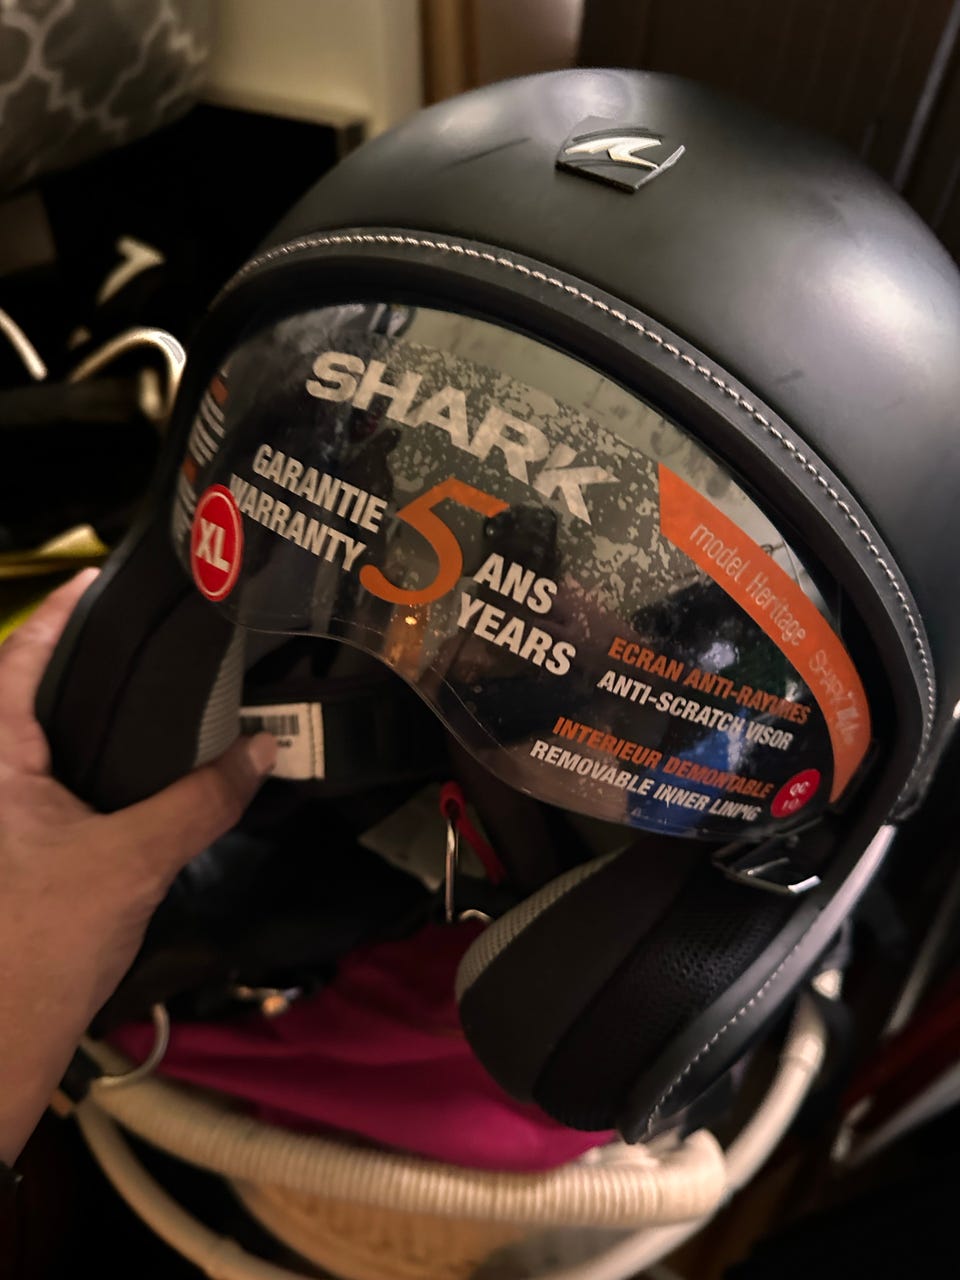 SHARK
GARANTIE
WARRANTY
5
ANS
YEARS
XL
model. Heritage
ECRAN ANTI-RAYURES
ANTI-SCRATCH VISOR
INTERIEUR DEMONTABLE
REMOVABLE INNER LINING
QC